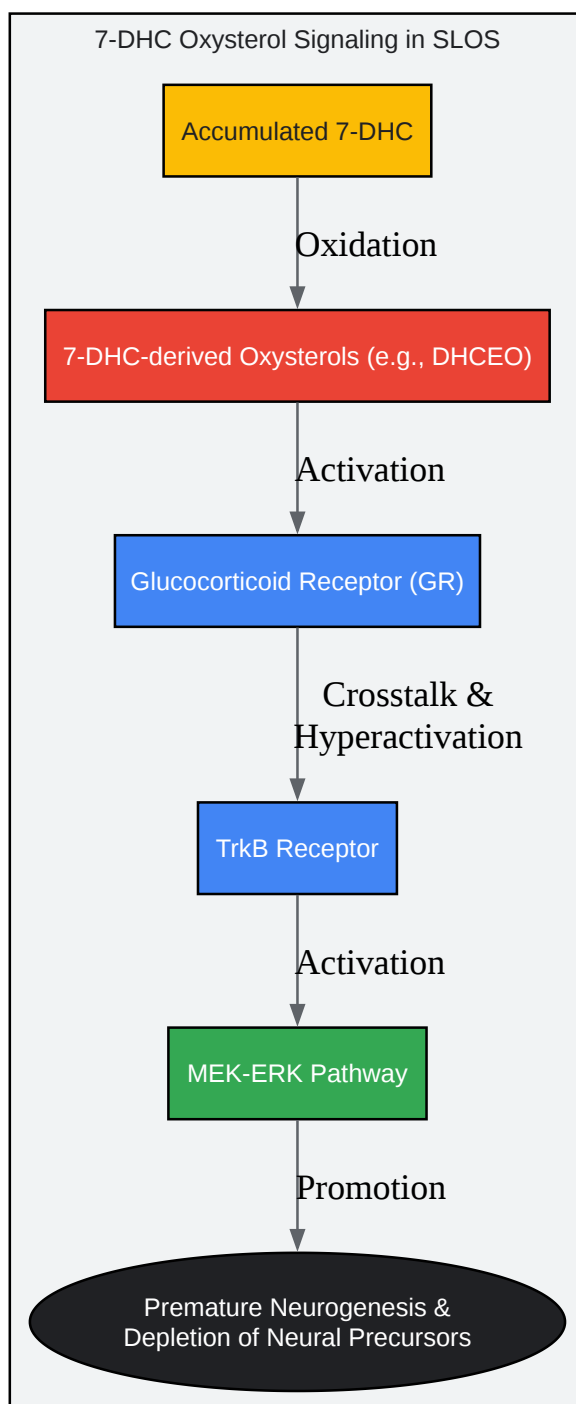 7-DHC Oxysterol Signaling in SLOS
Accumulated 7-DHC
Oxidation
7-DHC-derived Oxysterols (e.g., DHCEO)
Activation
Glucocorticoid Receptor (GR)
Crosstalk &
Hyperactivation
TrkB Receptor
Activation
MEK-ERK Pathway
Promotion
Premature Neurogenesis &
Depletion of Neural Precursors